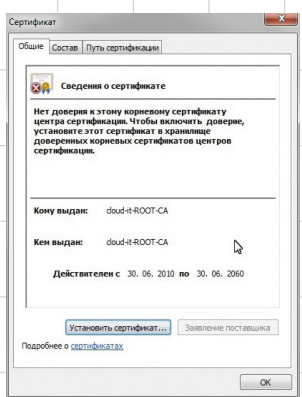 Сертификат
Общие Состав Путь сертификации
Сведения о сертификате
Нет доверия к этому корневому сертификату
центра сертификации. Чтобы включить доверие,
установите этот сертификат в хранилище
доверенных корневых сертификатов центров
сертификации.
Кому выдан: cloud-it-ROOT-CA
Кем выдан: cloud-it-ROOT-CA
Действителен с 30. 06. 2010 по 30. 06. 2060
Установить сертификат... Заявление поставщика
Подробнее о сертификатах
ОК